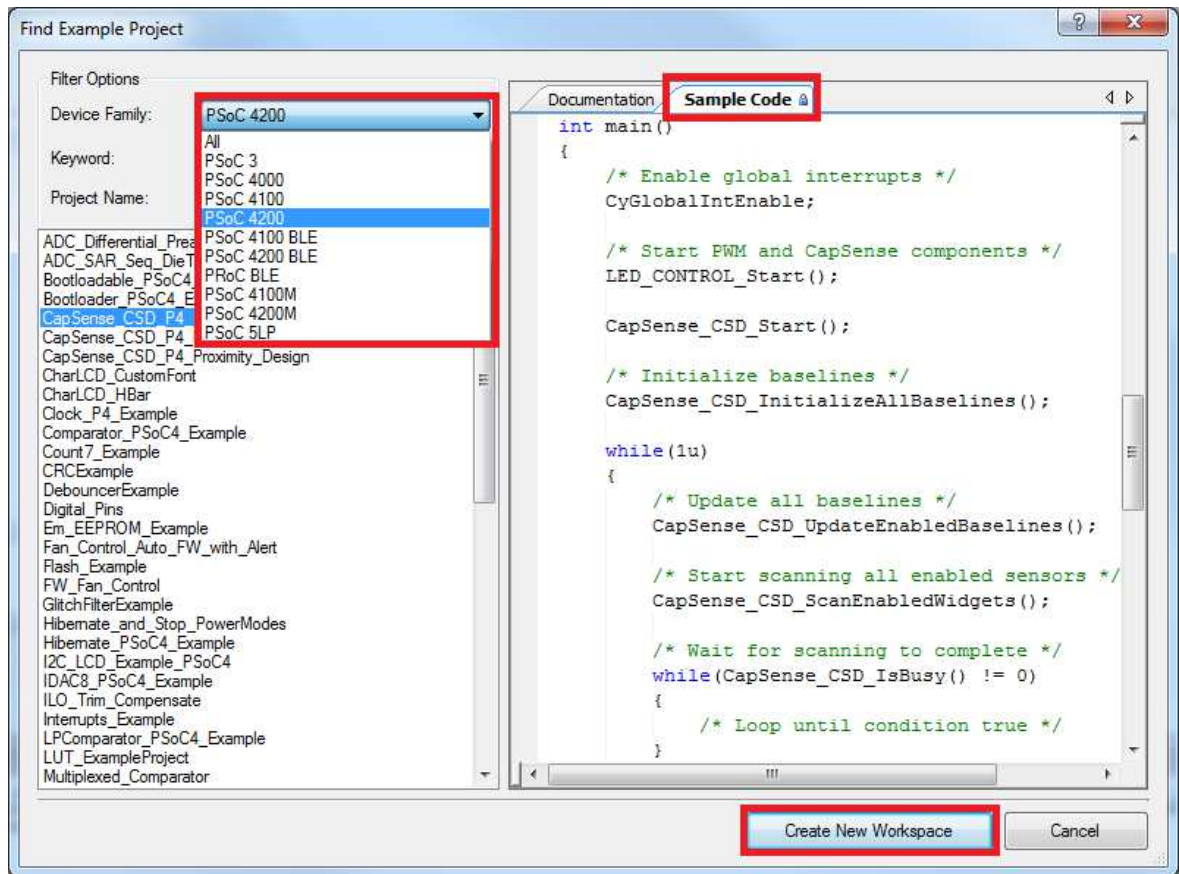 Find Example Project
Filter Options
Device Family:
PSoC 4200
All
PSoC 3
PSoC 4000
PSoC 4100
PSoC 4200
PSoC 4100 BLE
PSoC 4200 BLE
PRoC BLE
PSoC 4100M
PSoC 4200M
PSoC 5LP
Keyword:
Project Name:
ADC_Differential_Prea
ADC_SAR_Seq_DieT
Bootloadable_PSoC4_
Bootloader_PSoC4_E
CapSense_CSD_P4_
CapSense_CSD_P4_
CapSense_CSD_P4_Proximity_Design
CharLCD_CustomFont
CharLCD_HBar
Clock_P4_Example
Comparator_PSoC4_Example
Count7_Example
CRCExample
DebouncerExample
Digital_Pins
Em_EEPROM_Example
Fan_Control_Auto_FW_with_Alert
Flash_Example
FW_Fan_Control
GlitchFilterExample
Hibernate_and_Stop_PowerModes
Hibernate_PSoC4_Example
I2C_LCD_Example_PSoC4
IDAC8_PSoC4_Example
ILO_Trim_Compensate
Interrupts_Example
LPComparator_PSoC4_Example
LUT_ExampleProject
Multiplexed_Comparator
Documentation
Sample Code
int main()
{
/* Enable global interrupts */
CyGlobalIntEnable;
/* Start PWM and CapSense components */
LED_CONTROL_Start();
CapSense_CSD_Start();
/* Initialize baselines */
CapSense_CSD_InitializeAllBaselines();
while(1u)
{
/* Update all baselines */
CapSense_CSD_UpdateEnabledBaselines();
/* Start scanning all enabled sensors */
CapSense_CSD_ScanEnabledWidgets();
/* Wait for scanning to complete */
while(CapSense_CSD_IsBusy() != 0)
{
/* Loop until condition true */
}
Create New Workspace
Cancel